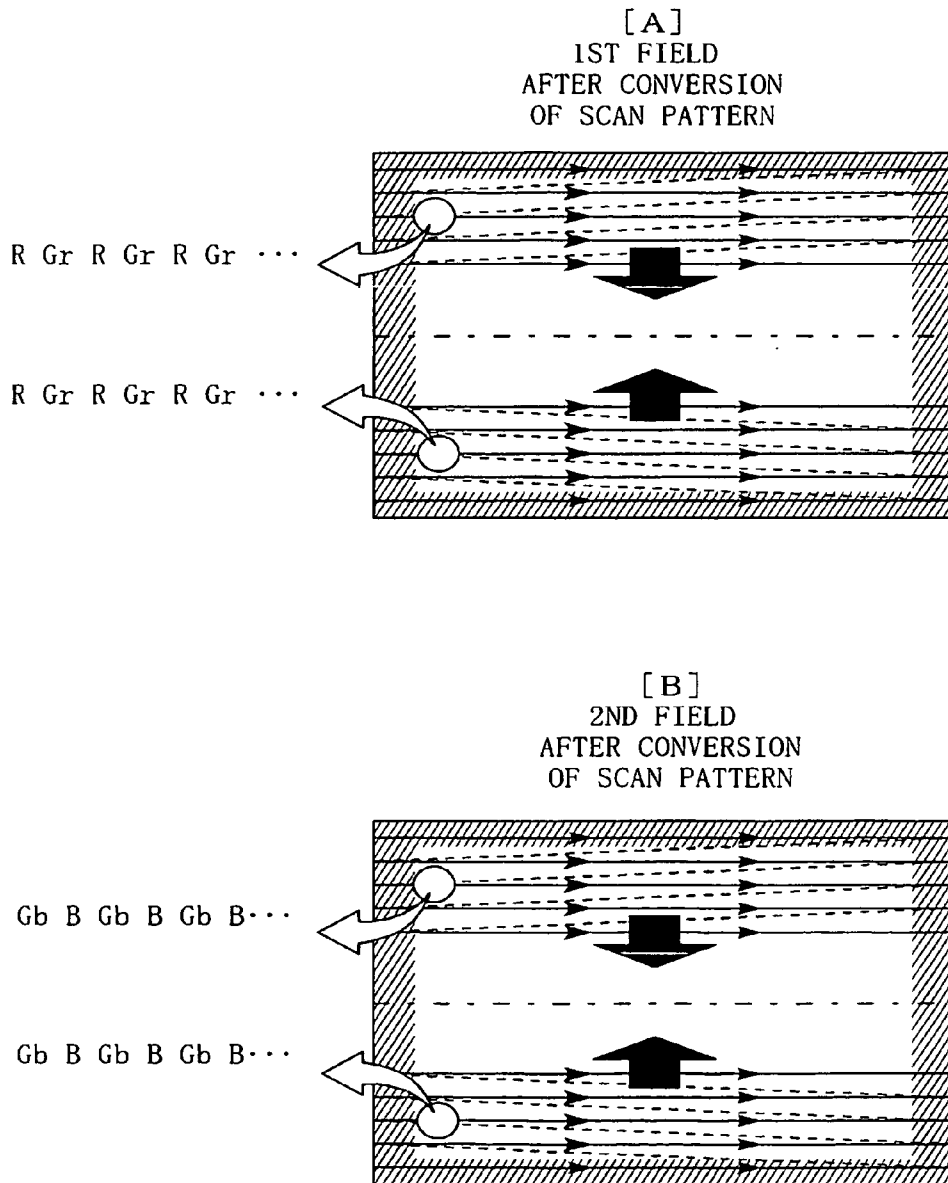 [A]
1ST FIELD
AFTER CONVERSION
OF SCAN PATTERN
R Gr R Gr R Gr ···
R Gr R Gr R Gr ···
[B]
2ND FIELD
AFTER CONVERSION
OF SCAN PATTERN
Gb B Gb B Gb B···
Gb B Gb B Gb B···